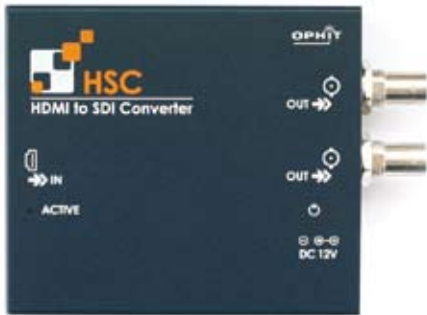 OPHIT
HSC
HDMI to SDI Converter
OUT
IN
OUT
ACTIVE
DC 12V